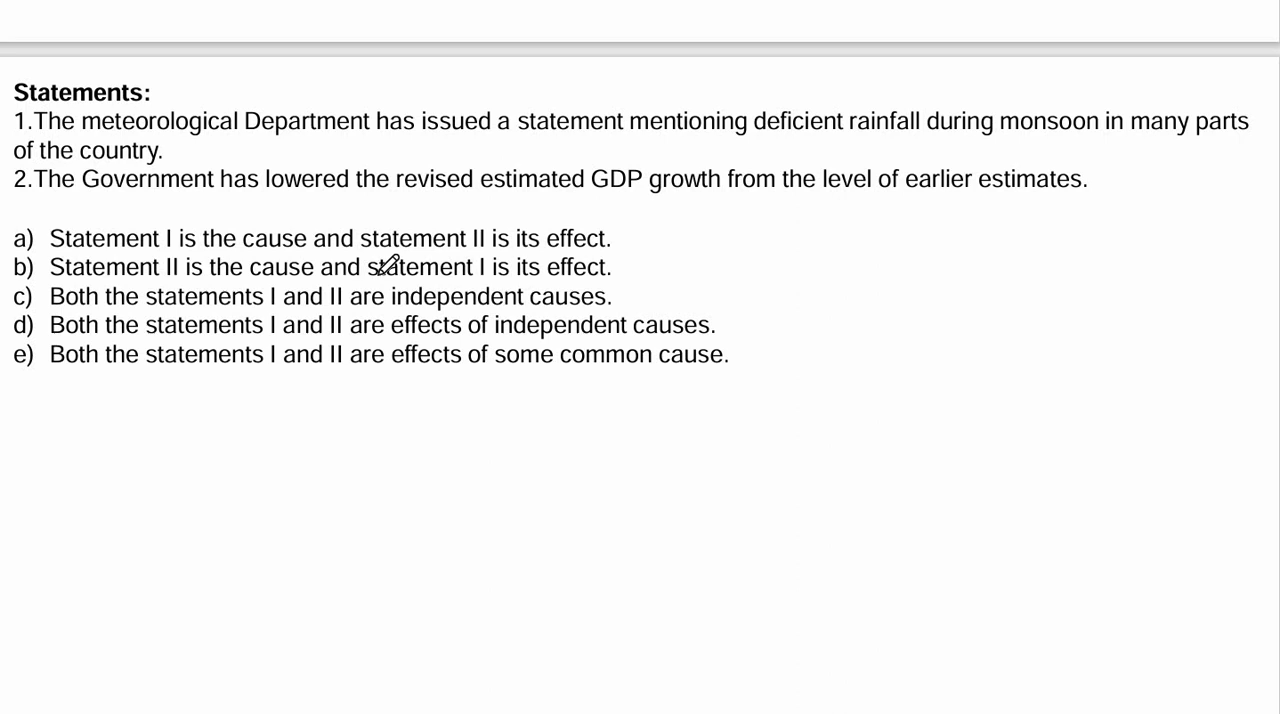 Statements:
1.The meteorological Department has issued a statement mentioning deficient rainfall during monsoon in many parts
of the country.
2.The Government has lowered the revised estimated GDP growth from the level of earlier estimates.
a) Statement I is the cause and statement II is its effect.
b) Statement II is the cause and statement I is its effect.
c) Both the statements I and II are independent causes.
d) Both the statements I and II are effects of independent causes.
e) Both the statements I and II are effects of some common cause.